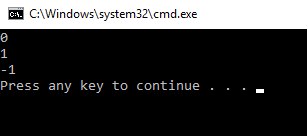 C:\Windows\system32\cmd.exe
0
1
-1
Press any key to continue . . .